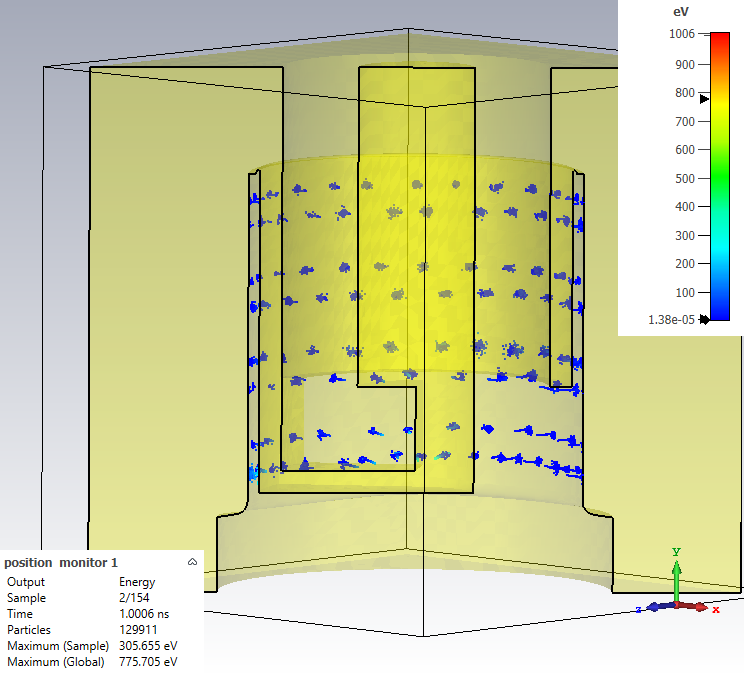 eV
1006
900
800
700
600
500
400
300
200
100
1.38e-05
position monitor 1
Output Energy
Sample 2/154
Time 1.0006 ns
Particles 129911
Maximum (Sample) 305.655 eV
Maximum (Global) 775.705 eV
y
z
x